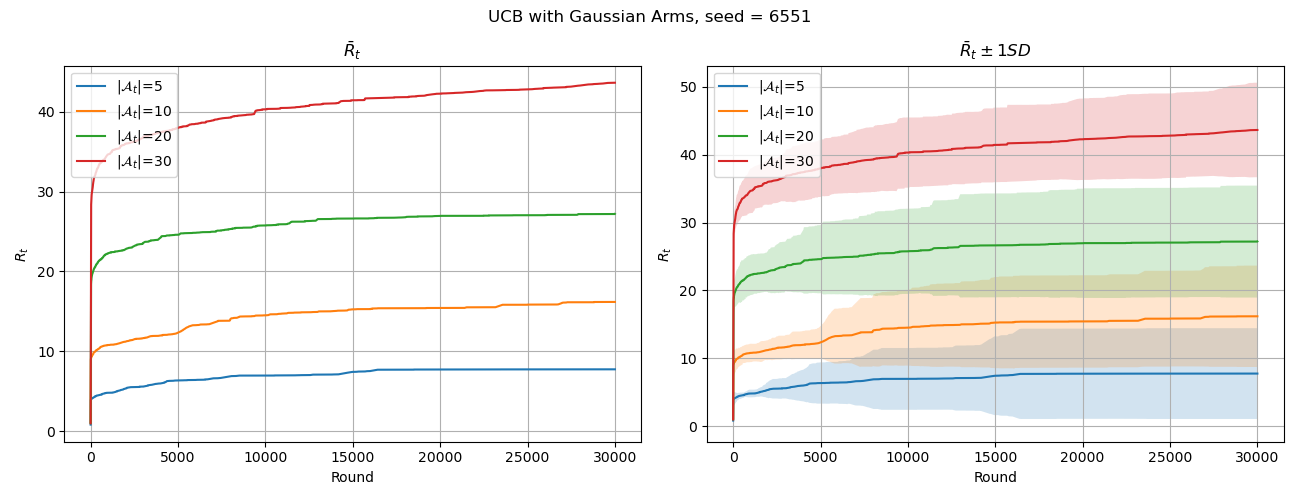 UCB with Gaussian Arms, seed = 6551
R̄ₜ
|𝒜ₜ|=5
|𝒜ₜ|=10
|𝒜ₜ|=20
|𝒜ₜ|=30
40
30
20
10
0
Rₜ
0 5000 10000 15000 20000 25000 30000
Round
R̄ₜ ± 1SD
|𝒜ₜ|=5
|𝒜ₜ|=10
|𝒜ₜ|=20
|𝒜ₜ|=30
50
40
30
20
10
0
Rₜ
0 5000 10000 15000 20000 25000 30000
Round